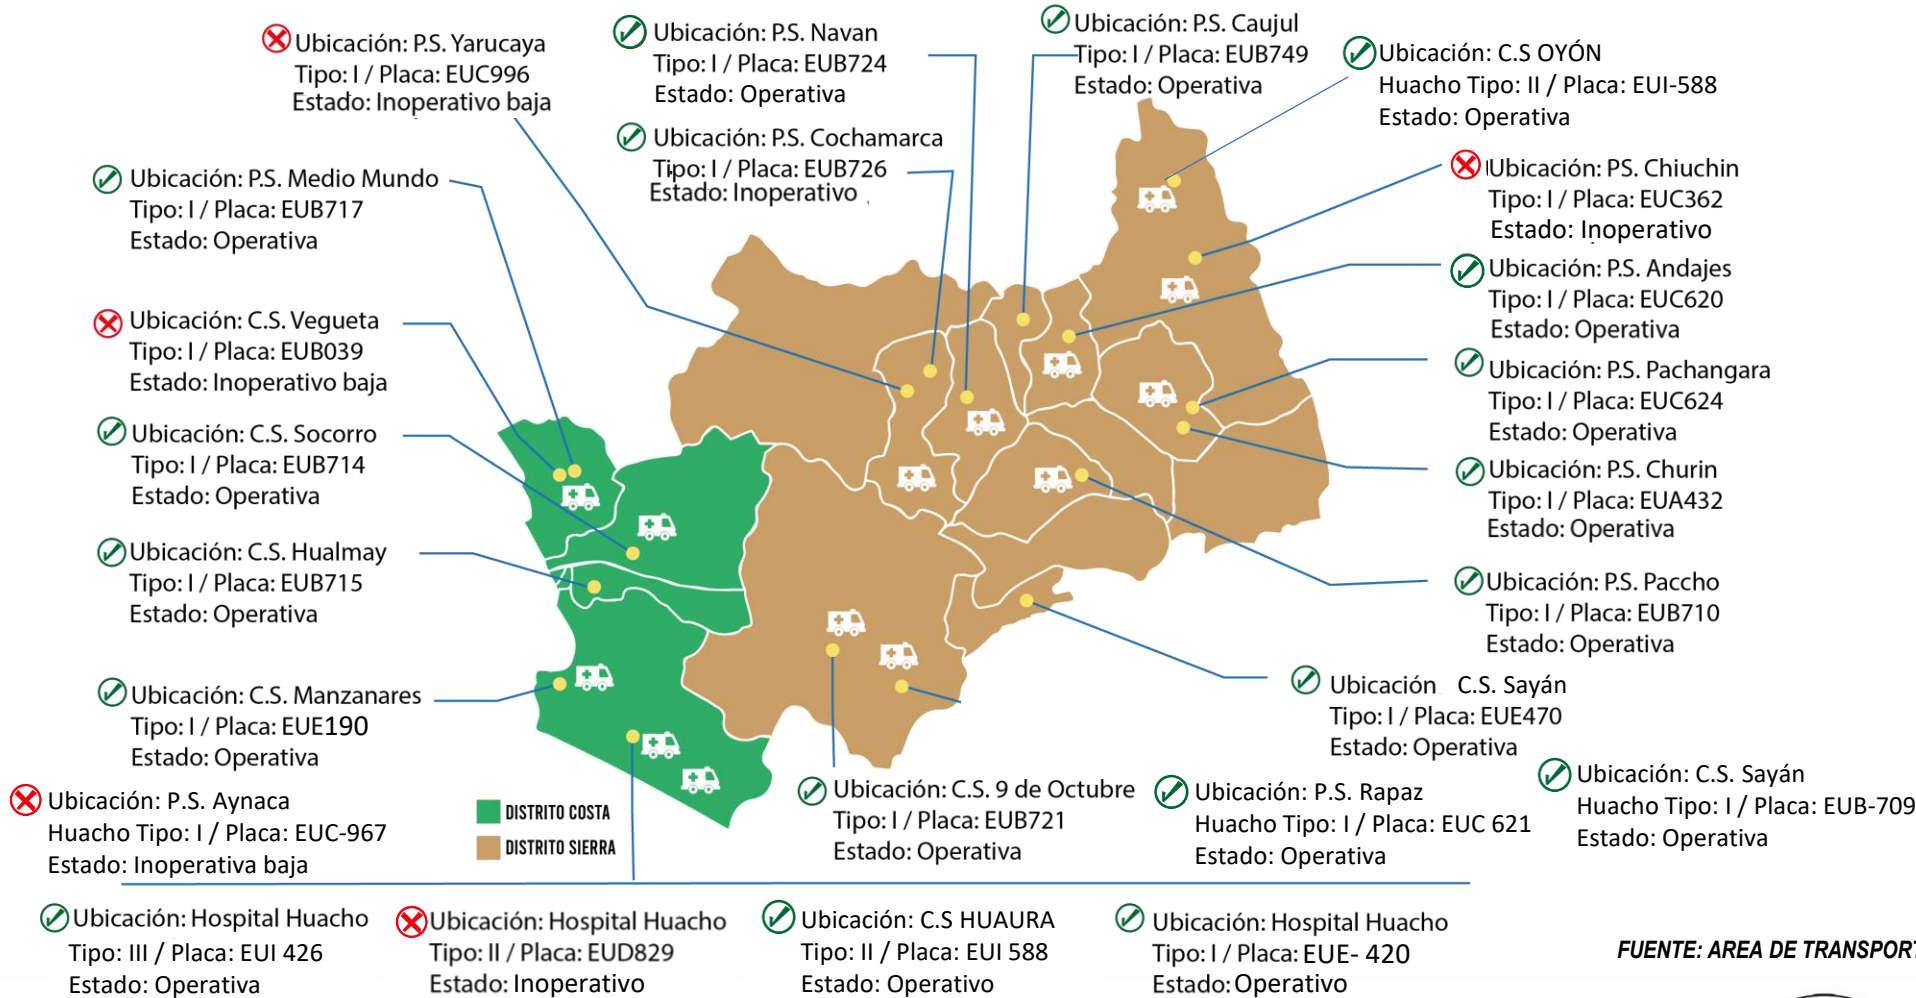 Ubicación: P.S. Yarucaya
Tipo: I / Placa: EUC996
Estado: Inoperativo baja
Ubicación: P.S. Navan
Tipo: I / Placa: EUB724
Estado: Operativa
Ubicación: P.S. Caujul
Tipo: I / Placa: EUB749
Estado: Operativa
Ubicación: C.S OYÓN
Huacho Tipo: II / Placa: EUI-588
Estado: Operativa
Ubicación: P.S. Cochamarca
Tipo: I / Placa: EUB726
Estado: Inoperativo
Ubicación: P.S. Medio Mundo
Tipo: I / Placa: EUB717
Estado: Operativa
Ubicación: PS. Chiuchin
Tipo: I / Placa: EUC362
Estado: Inoperativo
Ubicación: P.S. Andajes
Tipo: I / Placa: EUC620
Estado: Operativa
Ubicación: C.S. Vegueta
Tipo: I / Placa: EUB039
Estado: Inoperativo baja
Ubicación: P.S. Pachangara
Tipo: I / Placa: EUC624
Estado: Operativa
Ubicación: C.S. Socorro
Tipo: I / Placa: EUB714
Estado: Operativa
Ubicación: P.S. Churin
Tipo: I / Placa: EUA432
Estado: Operativa
Ubicación: C.S. Hualmay
Tipo: I / Placa: EUB715
Estado: Operativa
Ubicación: P.S. Paccho
Tipo: I / Placa: EUB710
Estado: Operativa
Ubicación: C.S. Manzanares
Tipo: I / Placa: EUE190
Estado: Operativa
Ubicación C.S. Sayán
Tipo: I / Placa: EUE470
Estado: Operativa
Ubicación: P.S. Aynaca
Huacho Tipo: I / Placa: EUC-967
Estado: Inoperativa baja
DISTRITO COSTA
DISTRITO SIERRA
Ubicación: C.S. 9 de Octubre
Tipo: I / Placa: EUB721
Estado: Operativa
Ubicación: P.S. Rapaz
Huacho Tipo: I / Placa: EUC 621
Estado: Operativa
Ubicación: C.S. Sayán
Huacho Tipo: I / Placa: EUB-709
Estado: Operativa
Ubicación: Hospital Huacho
Tipo: III / Placa: EUI 426
Estado: Operativa
Ubicación: Hospital Huacho
Tipo: II / Placa: EUD829
Estado: Inoperativo
Ubicación: C.S HUAURA
Tipo: II / Placa: EUI 588
Estado: Operativo
Ubicación: Hospital Huacho
Tipo: I / Placa: EUE- 420
Estado: Operativo
FUENTE: AREA DE TRANSPORT